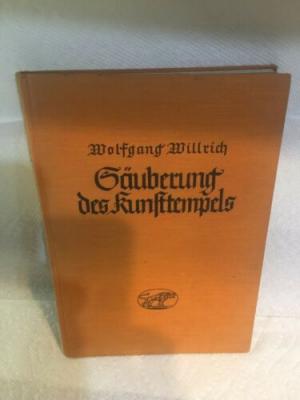 Wolfgang Willrich
Säuberung
des Kunsttempels